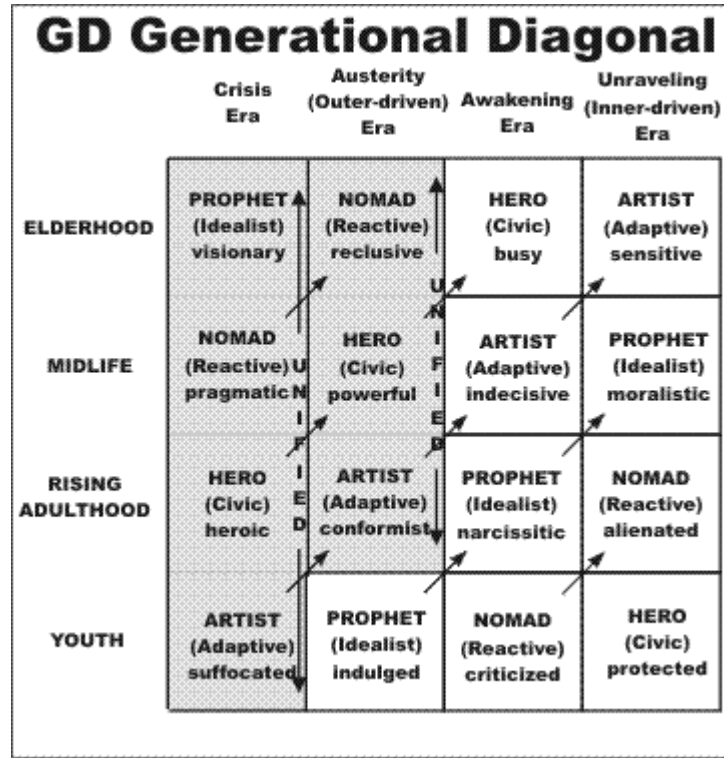 GD Generational Diagonal
Crisis
Era
Austerity
(Outer-driven)
Era
Awakening
Era
Unraveling
(Inner-driven)
Era
ELDERHOOD
PROPHET
(Idealist)
visionary
NOMAD
(Reactive)
reclusive
HERO
(Civic)
busy
ARTIST
(Adaptive)
sensitive
MIDLIFE
NOMAD
(Reactive)
pragmatic
HERO
(Civic)
powerful
ARTIST
(Adaptive)
indecisive
PROPHET
(Idealist)
moralistic
RISING
ADULTHOOD
HERO
(Civic)
heroic
ARTIST
(Adaptive)
conformist
PROPHET
(Idealist)
narcissitic
NOMAD
(Reactive)
alienated
YOUTH
ARTIST
(Adaptive)
suffocated
PROPHET
(Idealist)
indulged
NOMAD
(Reactive)
criticized
HERO
(Civic)
protected
UNIFIED
UNIFIED